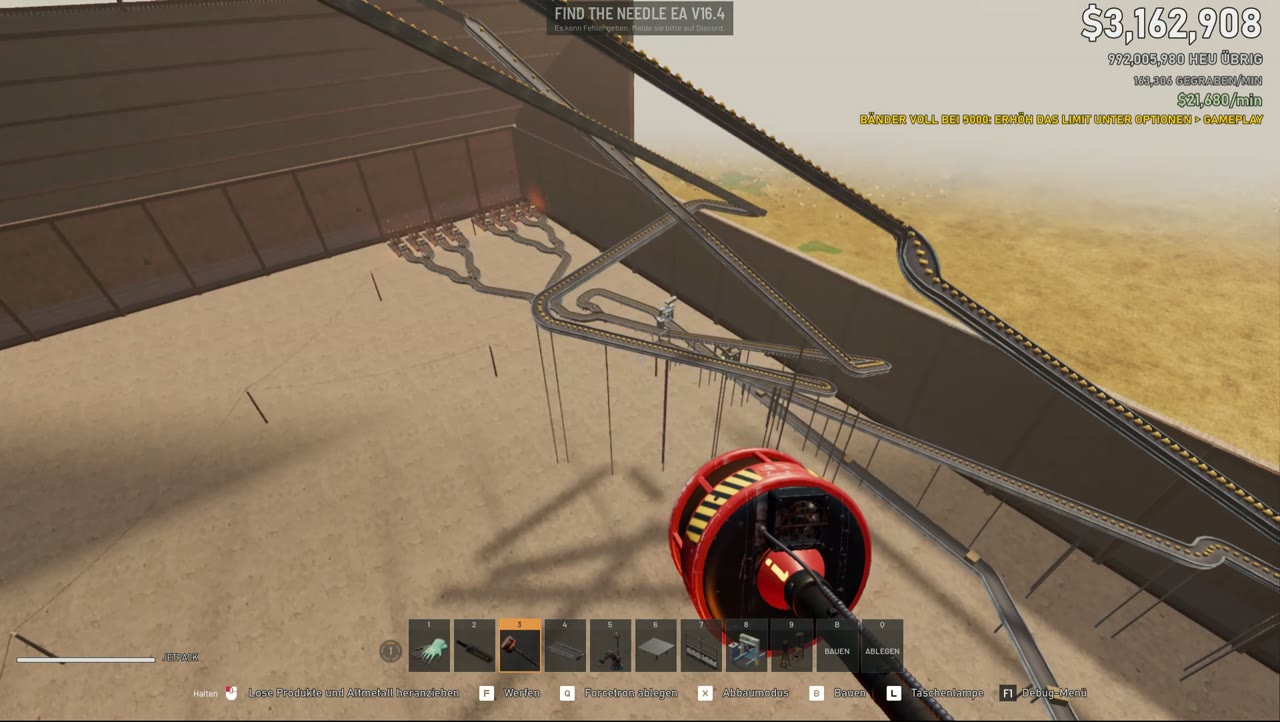 FIND THE NEEDLE EA V16.4
Es kann Fehler geben. Melde sie bitte auf Discord.
$3,162,908
992,005,980 HEU ÜBRIG
163,306 GEGRABEN/MIN
$21,680/min
BÄNDER VOLL BEI 5000: ERHÖH DAS LIMIT UNTER OPTIONEN > GAMEPLAY
1 2 3 4 5 6 7 8 9 B Q
1
BAUEN
ABLEGEN
JETPACK
Halten Lose Produkte und Altmetall heranziehen F Werfen Q Forcetron ablegen X Abbaumodus B Bauen L Taschenlampe F1 Debug-Menü